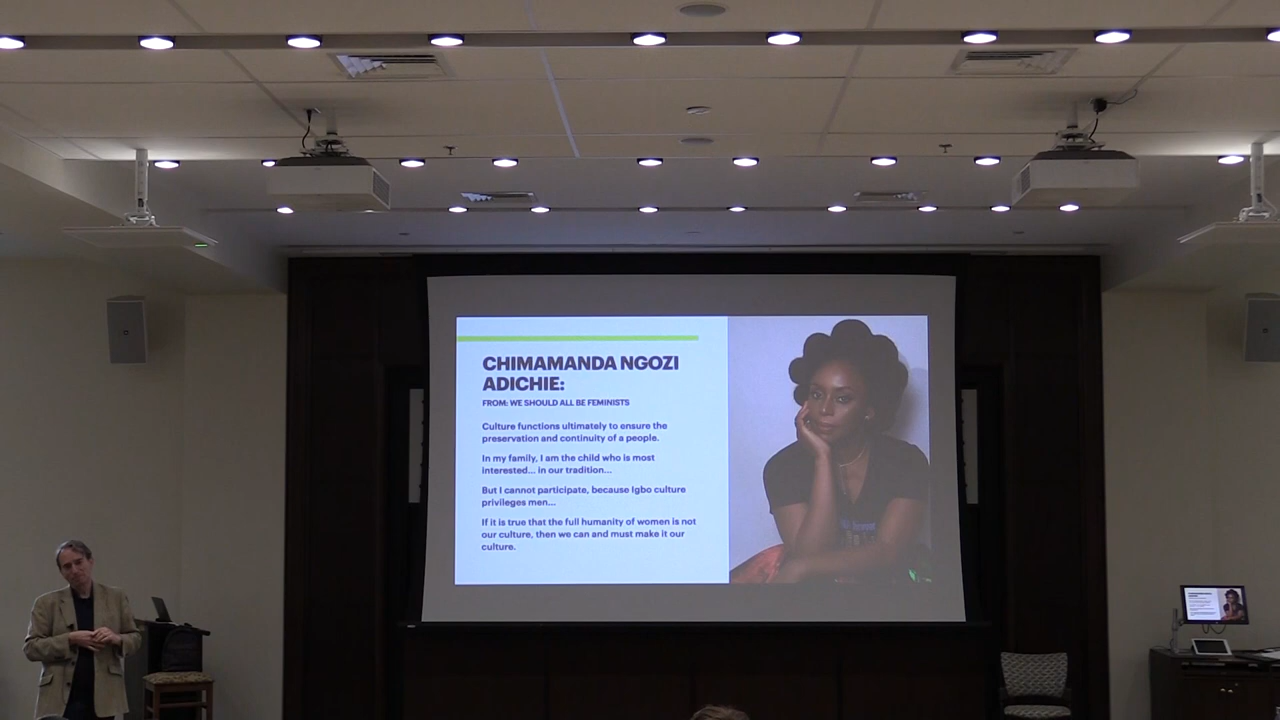 CHIMAMANDA NGOZI
ADICHIE:
FROM: WE SHOULD ALL BE FEMINISTS
Culture functions ultimately to ensure the
preservation and continuity of a people.
In my family, I am the child who is most
interested... in our tradition...
But I cannot participate, because Igbo culture
privileges men...
If it is true that the full humanity of women is not
our culture, then we can and must make it our
culture.